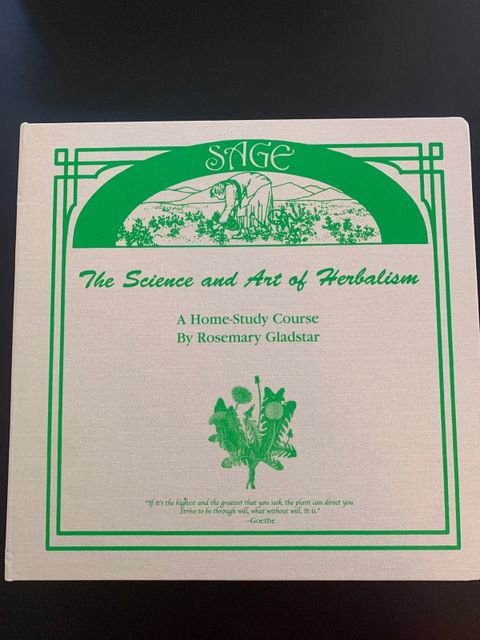 SAGE
The Science and Art of Herbalism
A Home-Study Course
By Rosemary Gladstar
"If it's the highest and the greatest that you seek, the plant can direct you.
Strive to be through will, what without will, it is."
—Goethe